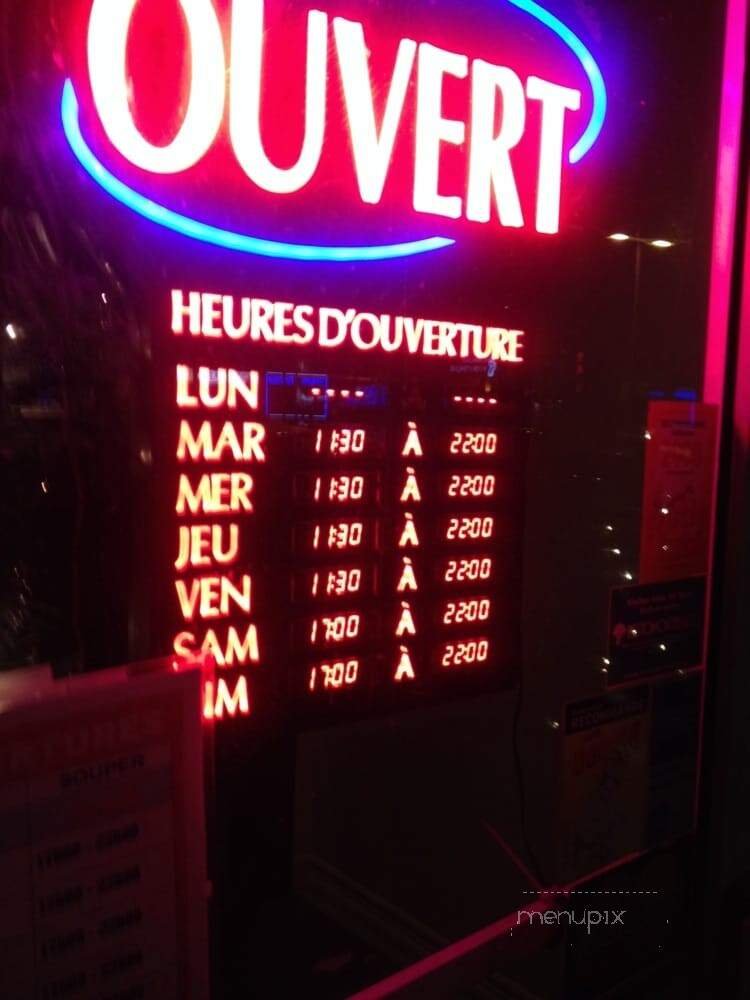 OUVERT
HEURES D'OUVERTURE
LUN ---- ----
MAR 11:30 À 22:00
MER 11:30 À 22:00
JEU 11:30 À 22:00
VEN 11:30 À 22:00
SAM 17:00 À 22:00
IM 17:00 À 22:00
SOUPER
RECOMMANDÉ
menupix